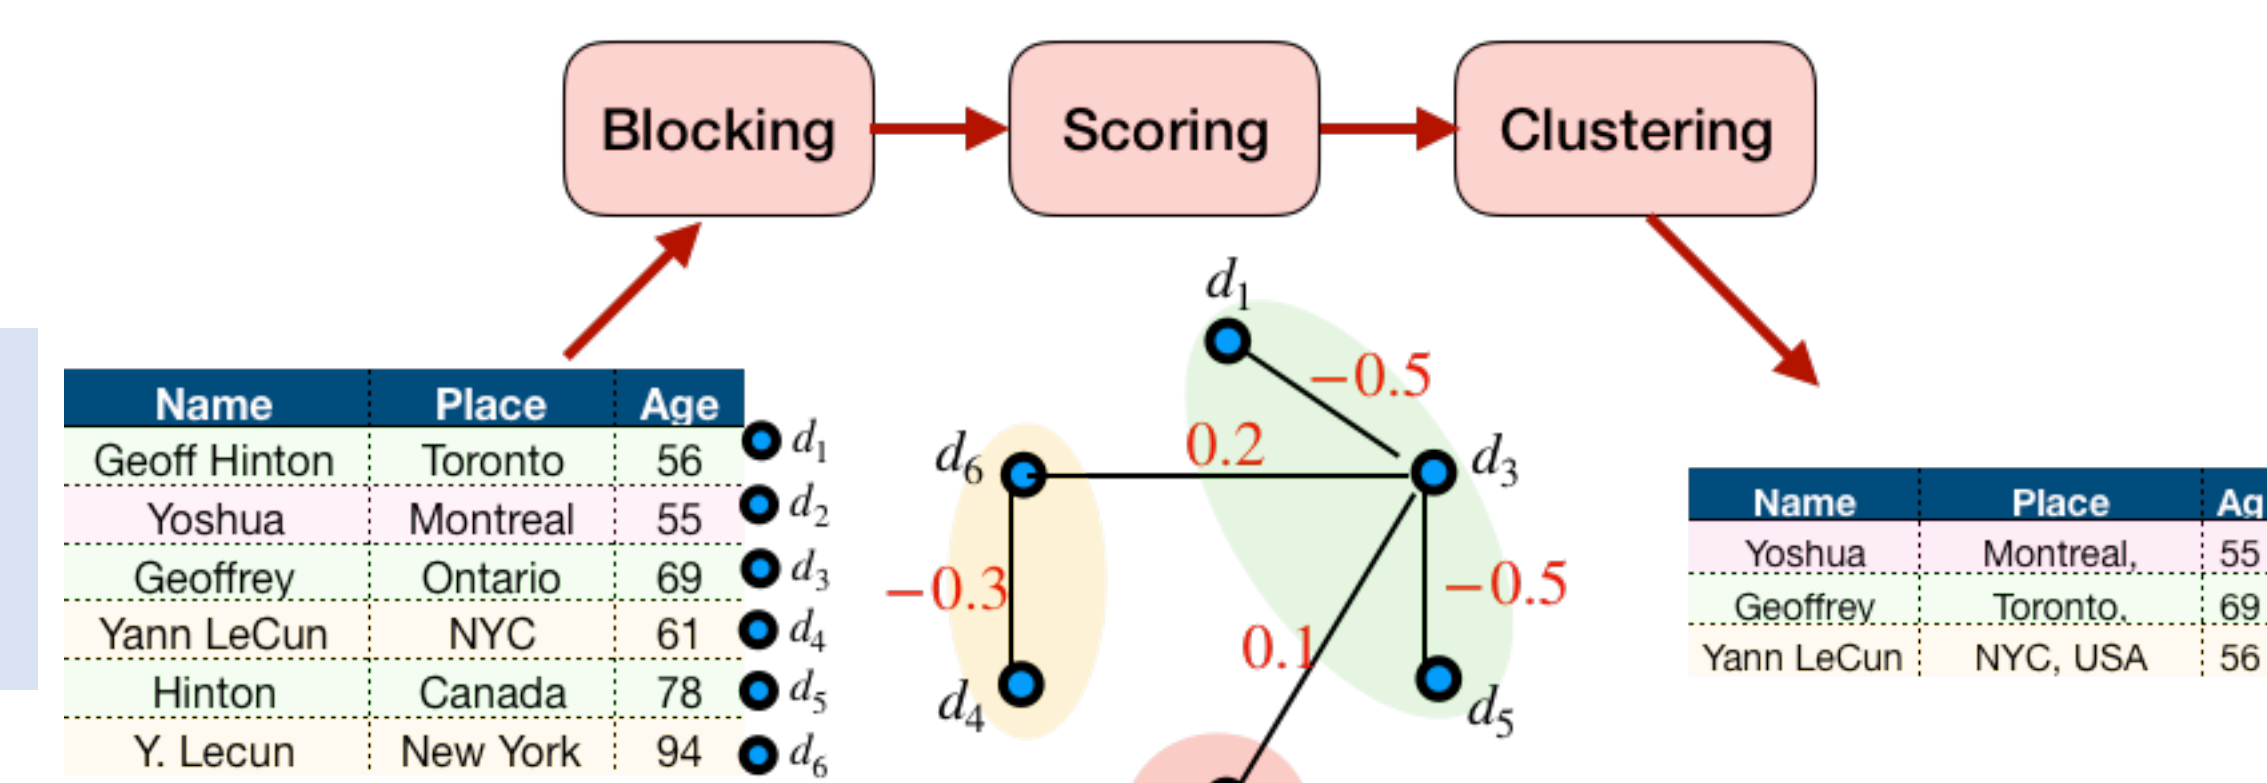 Blocking
Scoring
Clustering
Name Place Age
Geoff Hinton Toronto 56 d1
Yoshua Montreal 55 d2
Geoffrey Ontario 69 d3
Yann LeCun NYC 61 d4
Hinton Canada 78 d5
Y. Lecun New York 94 d6
d1
−0.5
0.2
d6
d3
−0.3
−0.5
0.1
d4
d5
Name Place Ag
Yoshua Montreal, 55
Geoffrey Toronto, 69
Yann LeCun NYC, USA 56